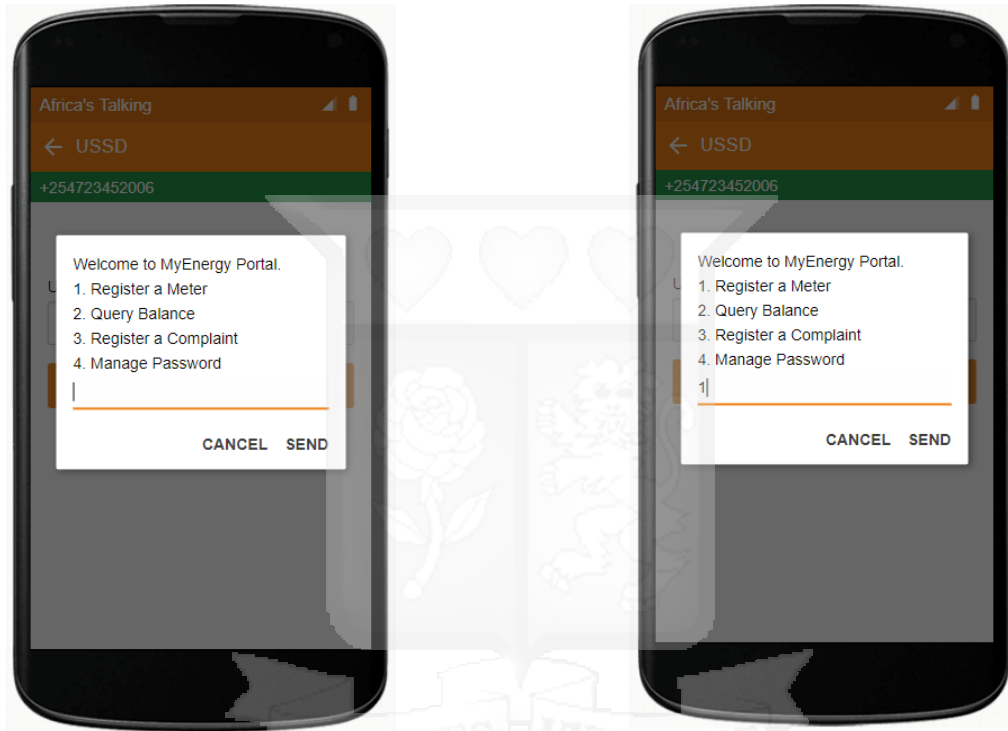 Africa's Talking
USSD
+254723452006
U
Welcome to MyEnergy Portal.
1. Register a Meter
2. Query Balance
3. Register a Complaint
4. Manage Password
CANCEL SEND
Africa's Talking
USSD
+254723452006
U
Welcome to MyEnergy Portal.
1. Register a Meter
2. Query Balance
3. Register a Complaint
4. Manage Password
1
CANCEL SEND